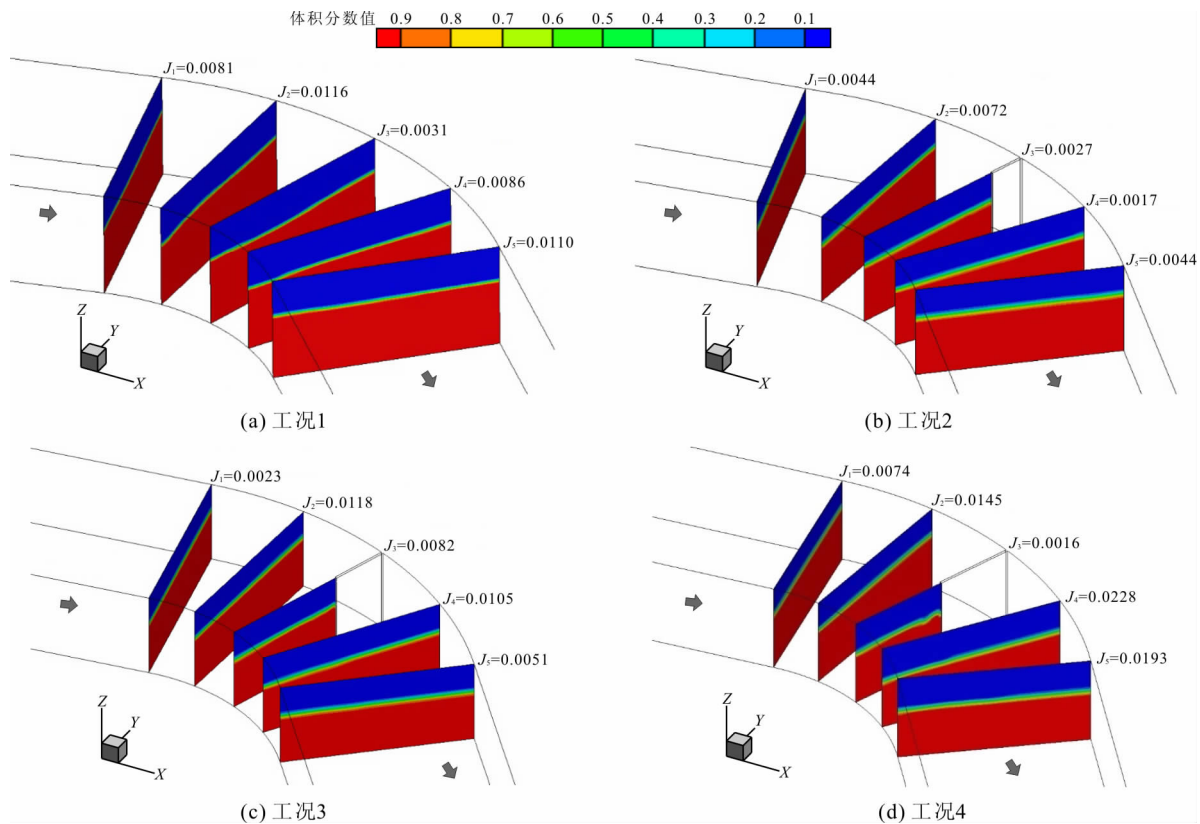 体积分数值 0.9 0.8 0.7 0.6 0.5 0.4 0.3 0.2 0.1
J₁=0.0081
J₂=0.0116
J₃=0.0031
J₄=0.0086
J₅=0.0110
Z
Y
X
(a) 工况1
J₁=0.0044
J₂=0.0072
J₃=0.0027
J₄=0.0017
J₅=0.0044
Z
Y
X
(b) 工况2
J₁=0.0023
J₂=0.0118
J₃=0.0082
J₄=0.0105
J₅=0.0051
Z
Y
X
(c) 工况3
J₁=0.0074
J₂=0.0145
J₃=0.0016
J₄=0.0228
J₅=0.0193
Z
Y
X
(d) 工况4